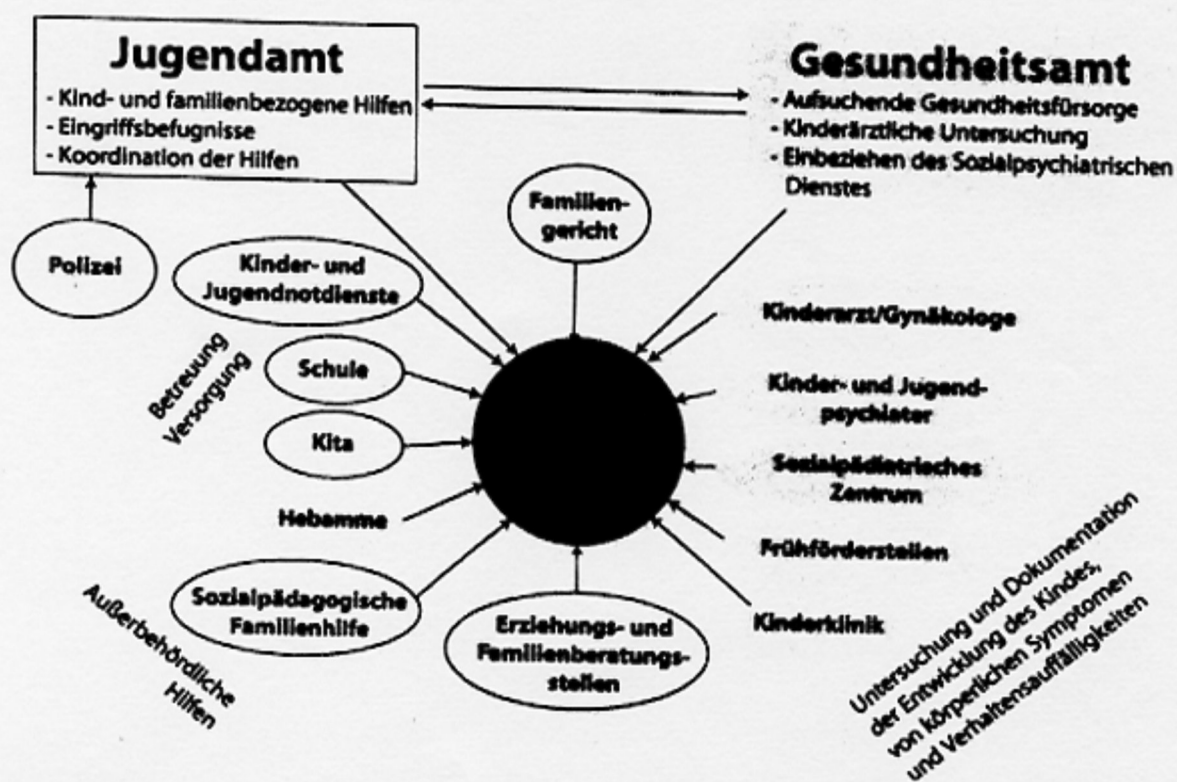 Jugendamt
- Kind- und familienbezogene Hilfen
- Eingriffsbefugnisse
- Koordination der Hilfen
Gesundheitsamt
- Aufsuchende Gesundheitsfürsorge
- Kinderärztliche Untersuchung
- Einbeziehen des Sozialpsychiatrischen
Dienstes
Polizei
Kinder- und
Jugendnotdienste
Familien-
gericht
Betreuung
Versorgung
Schule
Kita
Hebamme
Außerbehördliche
Hilfen
Sozialpädagogische
Familienhilfe
Erziehungs- und
Familienberatungs-
stellen
Kinderarzt/Gynäkologe
Kinder- und Jugend-
psychiater
Sozialpädiatrisches
Zentrum
Frühförderstellen
Kinderklinik
Untersuchung und Dokumentation
der Entwicklung des Kindes,
von körperlichen Symptomen
und Verhaltensauffälligkeiten